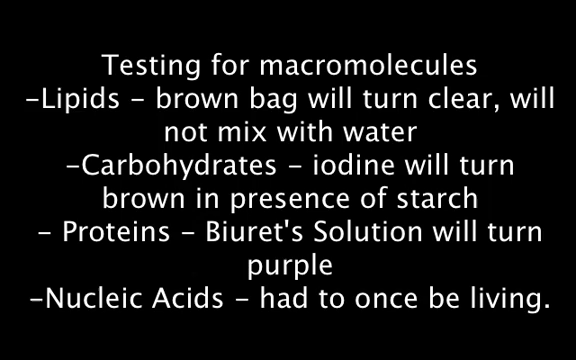 Testing for macromolecules
-Lipids - brown bag will turn clear, will
not mix with water
-Carbohydrates - iodine will turn
brown in presence of starch
- Proteins - Biuret's Solution will turn
purple
-Nucleic Acids - had to once be living.